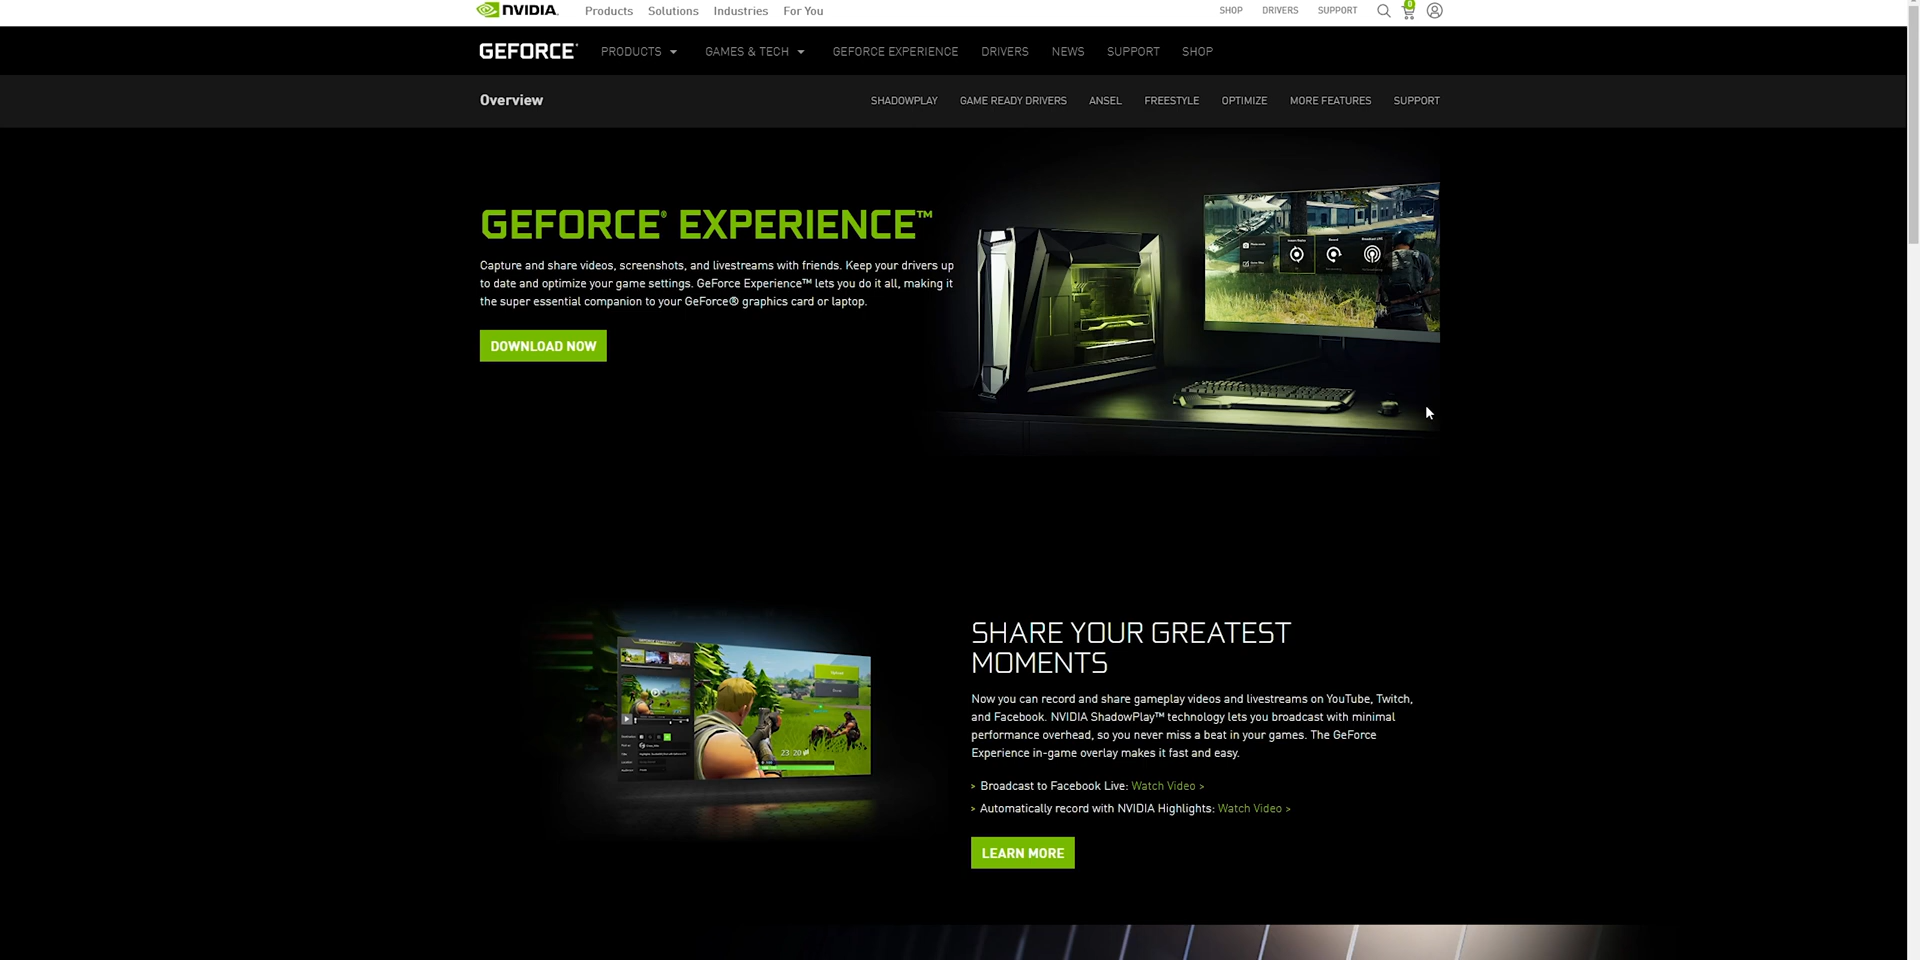 NVIDIA.
Products Solutions Industries For You
SHOP DRIVERS SUPPORT
0
GEFORCE®
PRODUCTS GAMES & TECH GEFORCE EXPERIENCE DRIVERS NEWS SUPPORT SHOP
Overview
SHADOWPLAY GAME READY DRIVERS ANSEL FREESTYLE OPTIMIZE MORE FEATURES SUPPORT
GEFORCE® EXPERIENCE™
Capture and share videos, screenshots, and livestreams with friends. Keep your drivers up
to date and optimize your game settings. GeForce Experience™ lets you do it all, making it
the super essential companion to your GeForce® graphics card or laptop.
DOWNLOAD NOW
SHARE YOUR GREATEST
MOMENTS
Now you can record and share gameplay videos and livestreams on YouTube, Twitch,
and Facebook. NVIDIA ShadowPlay™ technology lets you broadcast with minimal
performance overhead, so you never miss a beat in your games. The GeForce
Experience in-game overlay makes it fast and easy.
> Broadcast to Facebook Live: Watch Video >
> Automatically record with NVIDIA Highlights: Watch Video >
LEARN MORE